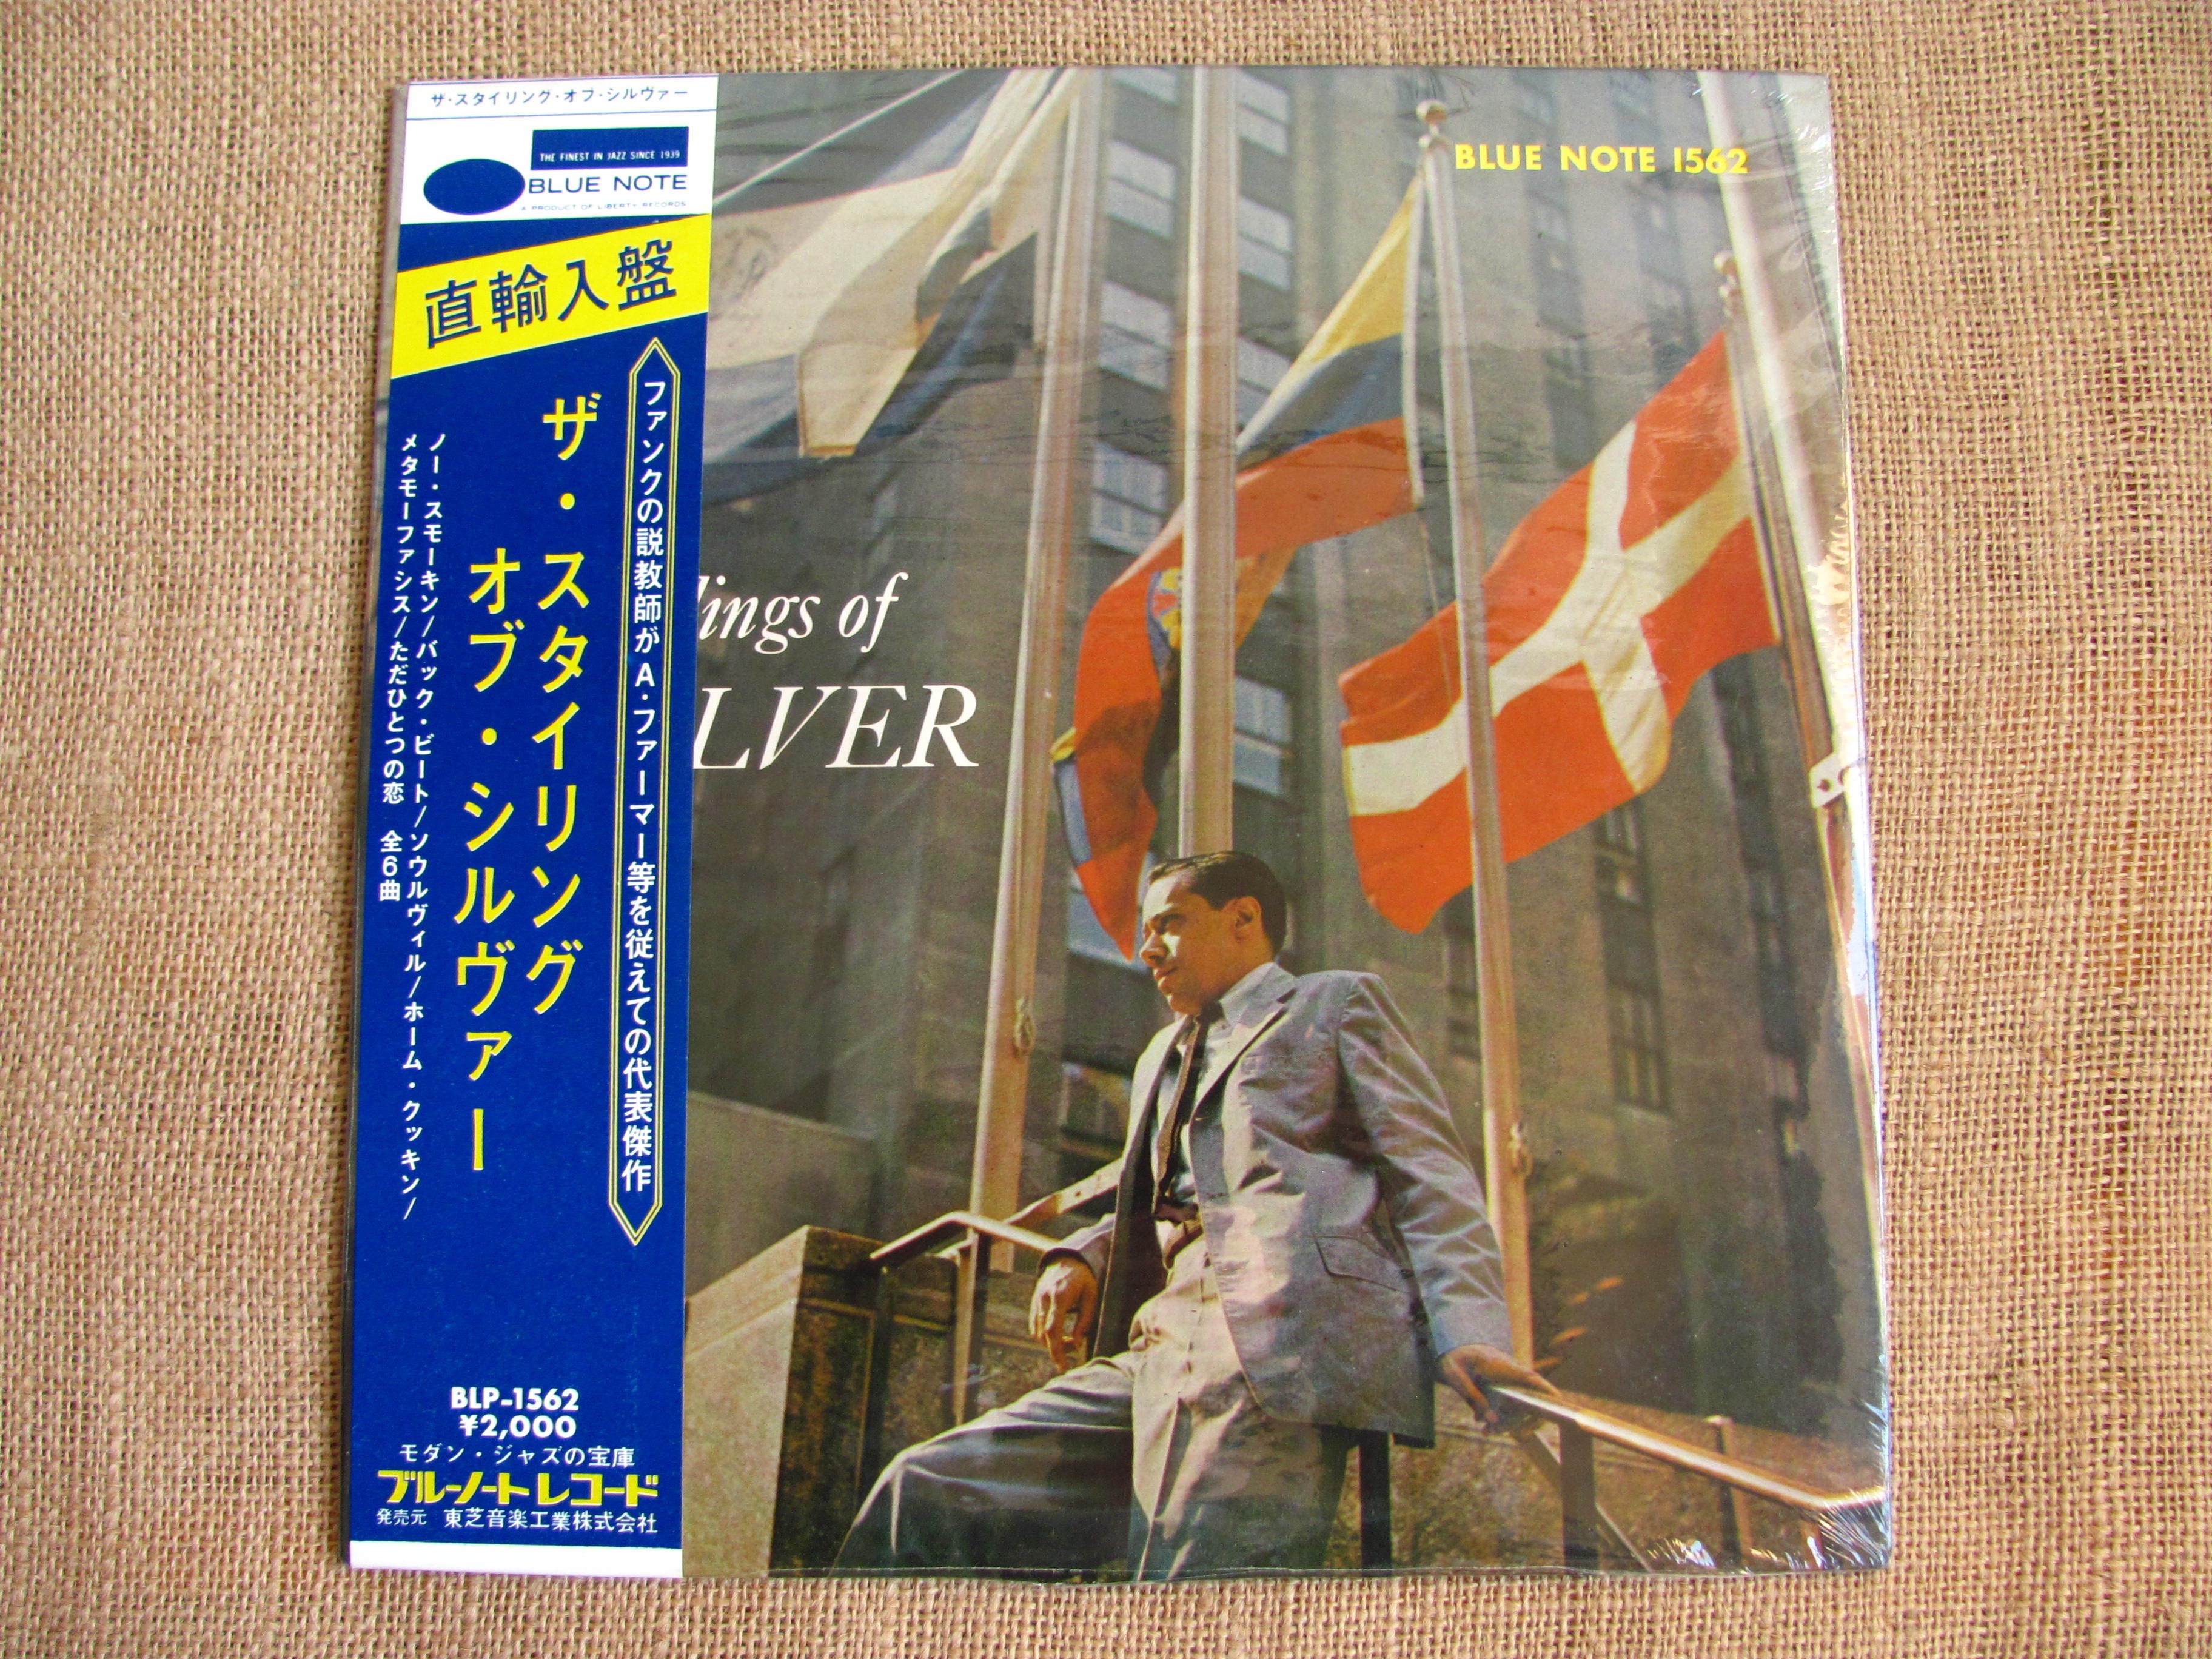 ザ・スタイリング・オブ・シルヴァー
THE FINEST IN JAZZ SINCE 1939
BLUE NOTE
A PRODUCT OF LIBERTY RECORDS
直輸入盤
ファンクの説教師がA・ファーマー等を従えての代表傑作
ザ・スタイリング
オブ・シルヴァー
ノー・スモーキン/バック・ビート/ソウルヴィル/ホーム・クッキン/
メタモーファシス/ただひとつの恋 全6曲
BLP-1562
¥2,000
モダン・ジャズの宝庫
ブルーノートレコード
発売元 東芝音楽工業株式会社
BLUE NOTE 1562
lings of
LVER